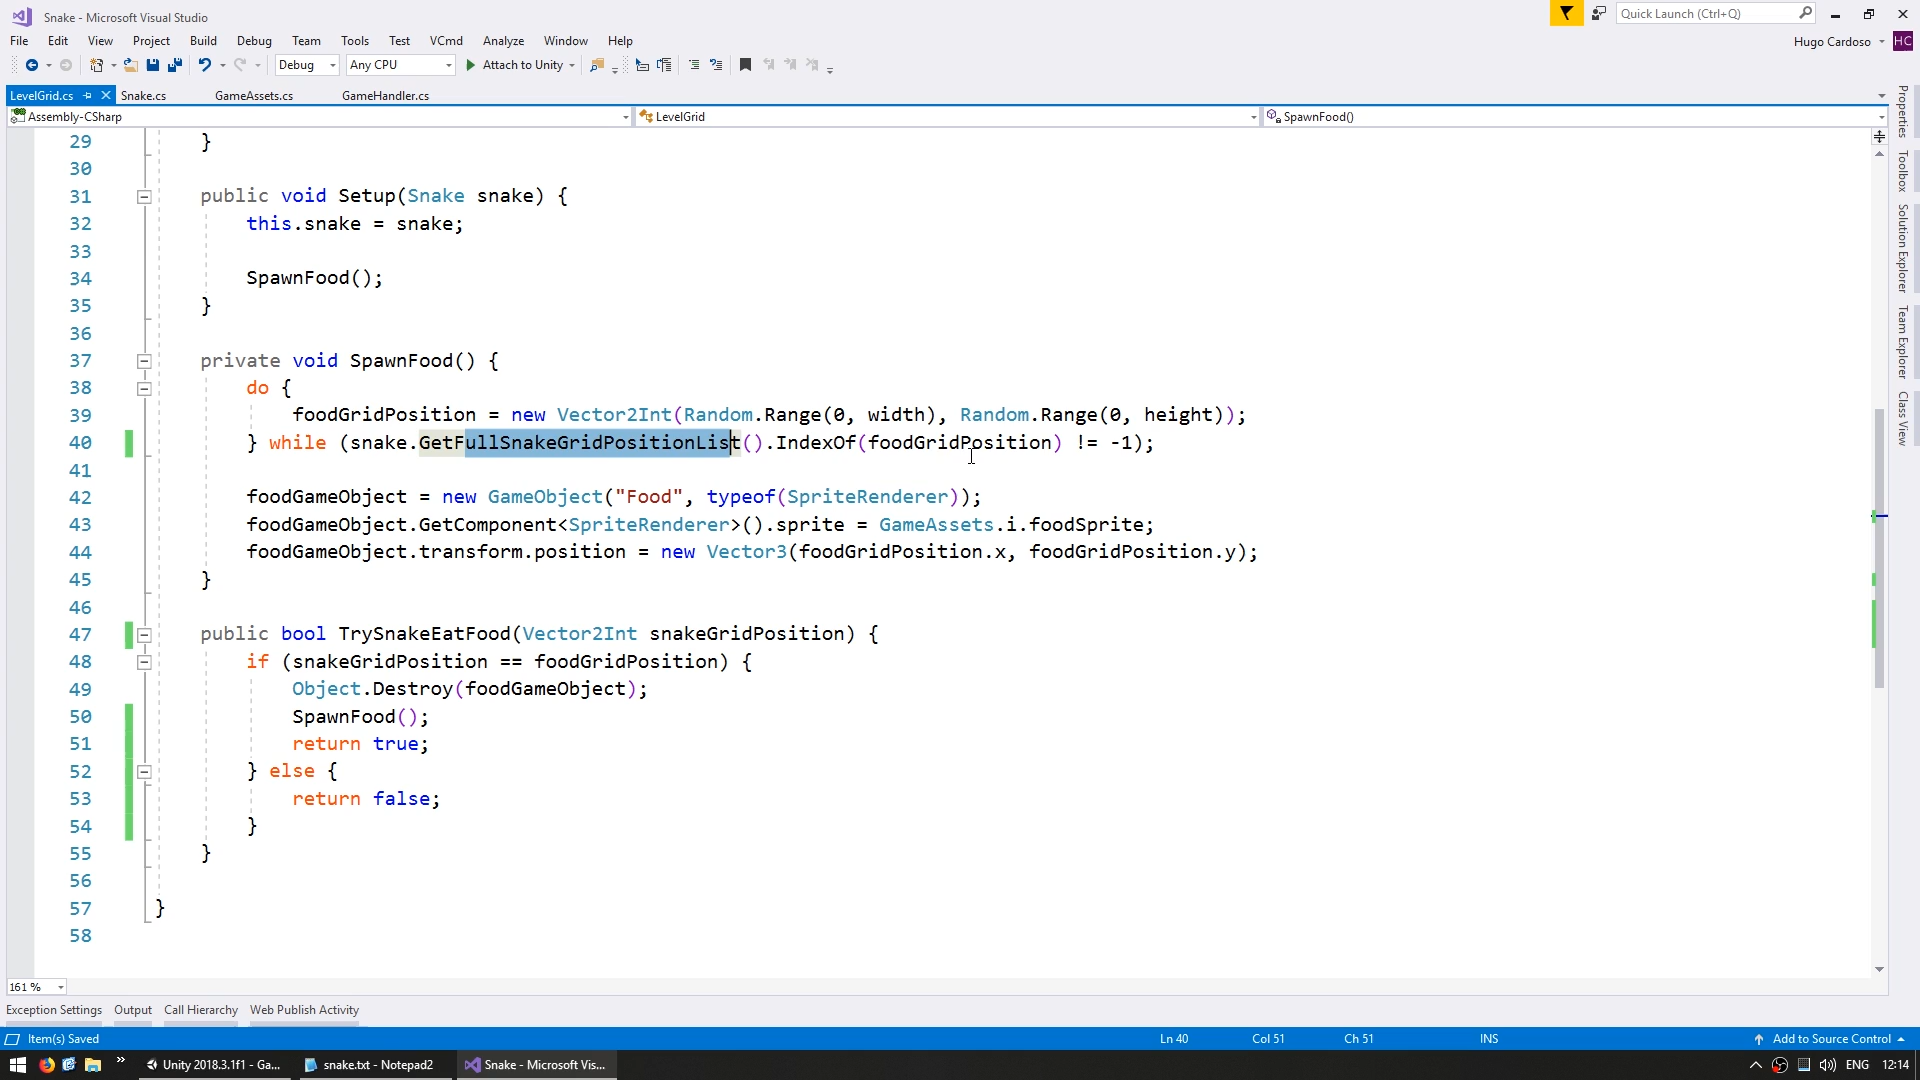 Snake - Microsoft Visual Studio
Quick Launch (Ctrl+Q)
File Edit View Project Build Debug Team Tools Test VCmd Analyze Window Help
Hugo Cardoso HC
Debug Any CPU Attach to Unity
LevelGrid.cs Snake.cs GameAssets.cs GameHandler.cs
Assembly-CSharp LevelGrid SpawnFood()
29 }
30
31 public void Setup(Snake snake) {
32 this.snake = snake;
33
34 SpawnFood();
35 }
36
37 private void SpawnFood() {
38 do {
39 foodGridPosition = new Vector2Int(Random.Range(0, width), Random.Range(0, height));
40 } while (snake.GetFullSnakeGridPositionList().IndexOf(foodGridPosition) != -1);
41
42 foodGameObject = new GameObject("Food", typeof(SpriteRenderer));
43 foodGameObject.GetComponent<SpriteRenderer>().sprite = GameAssets.i.foodSprite;
44 foodGameObject.transform.position = new Vector3(foodGridPosition.x, foodGridPosition.y);
45 }
46
47 public bool TrySnakeEatFood(Vector2Int snakeGridPosition) {
48 if (snakeGridPosition == foodGridPosition) {
49 Object.Destroy(foodGameObject);
50 SpawnFood();
51 return true;
52 } else {
53 return false;
54 }
55 }
56
57 }
58
Properties
Toolbox
Solution Explorer
Team Explorer
Class View
161 %
Exception Settings Output Call Hierarchy Web Publish Activity
Item(s) Saved Ln 40 Col 51 Ch 51 INS Add to Source Control
Unity 2018.3.1f1 - Ga... snake.txt - Notepad2 Snake - Microsoft Vis... ENG 12:14